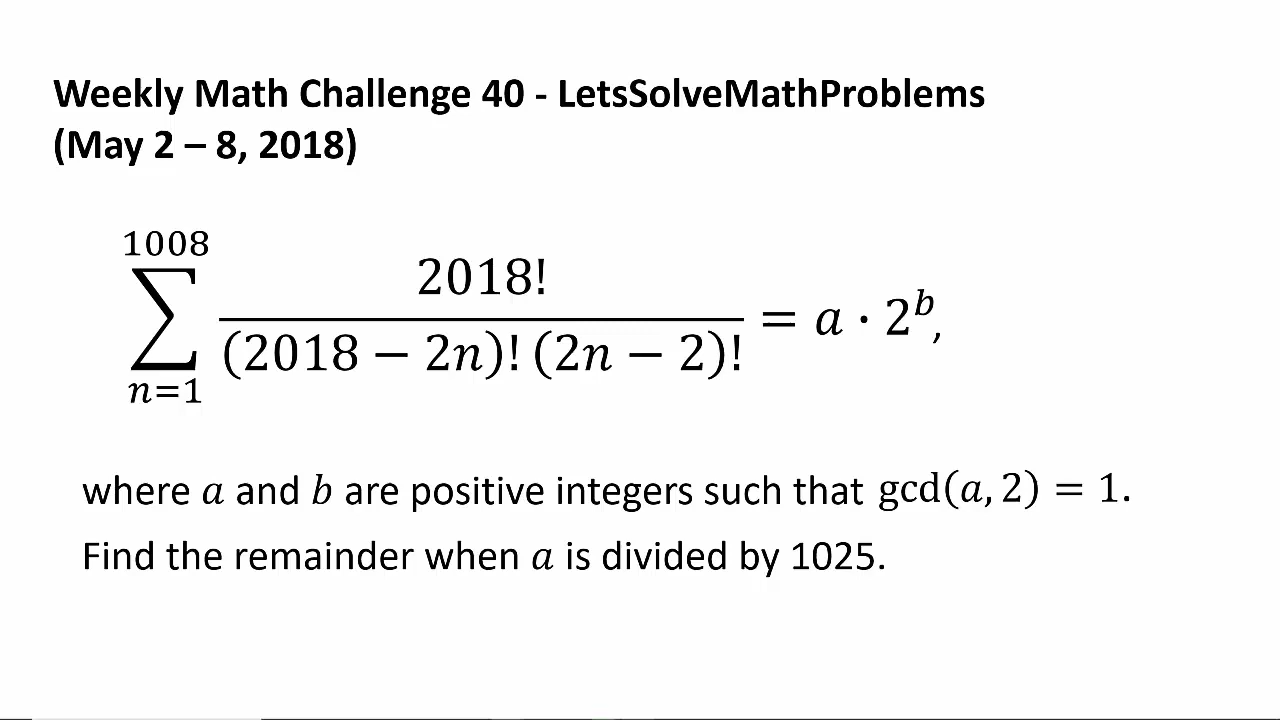 Weekly Math Challenge 40 - LetsSolveMathProblems
(May 2 – 8, 2018)
1008
∑ 2018! / (2018 − 2n)! (2n − 2)! = a · 2^b,
n=1
where a and b are positive integers such that gcd(a, 2) = 1.
Find the remainder when a is divided by 1025.